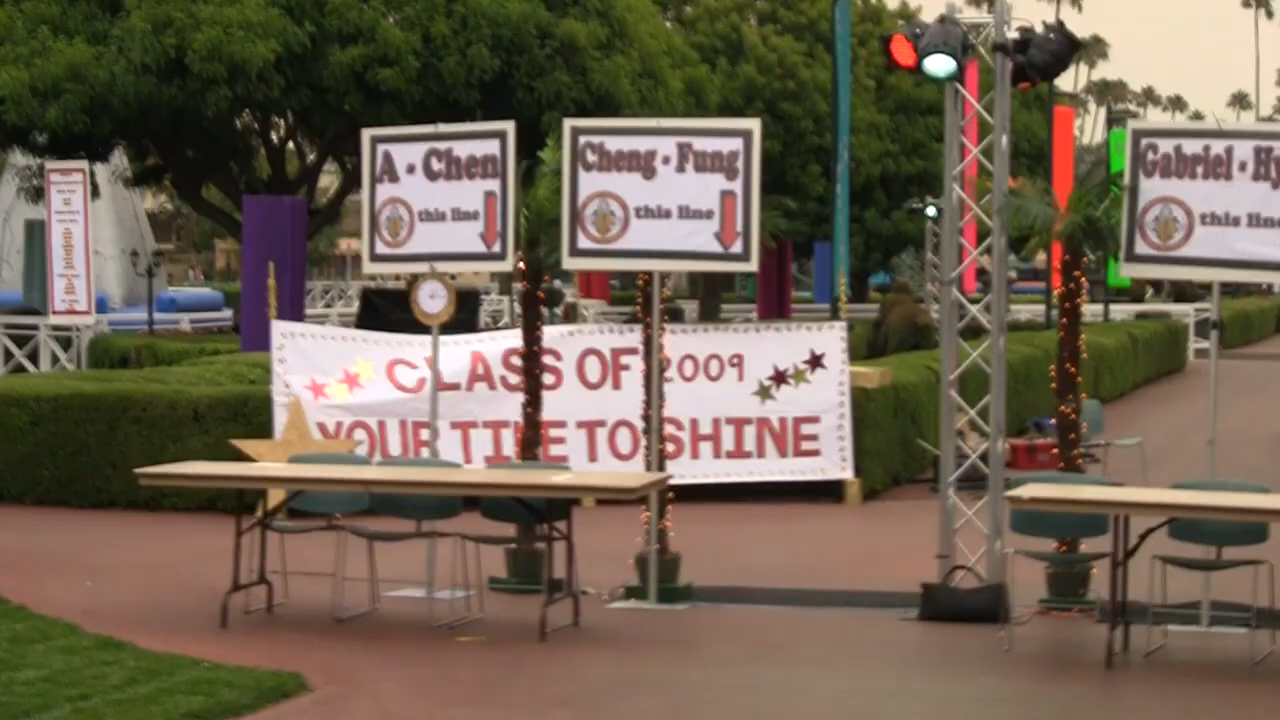 A - Chen
this line
Cheng - Fung
this line
Gabriel - Hy
this line
CLASS OF 2009
YOUR TIME TO SHINE